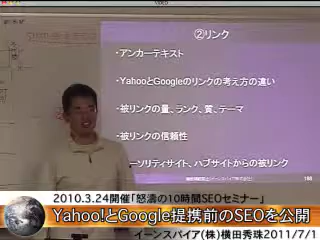 ②リンク
・アンカーテキスト
・YahooとGoogleのリンクの考え方の違い
・被リンクの量、ランク、質、テーマ
・被リンクの信頼性
ーソリティサイト、ハブサイトからの被リンク
2010.3.24開催「怒濤の10時間SEOセミナー」
Yahoo!とGoogle提携前のSEOを公開
イーンスパイア(株)横田秀珠2011/7/1